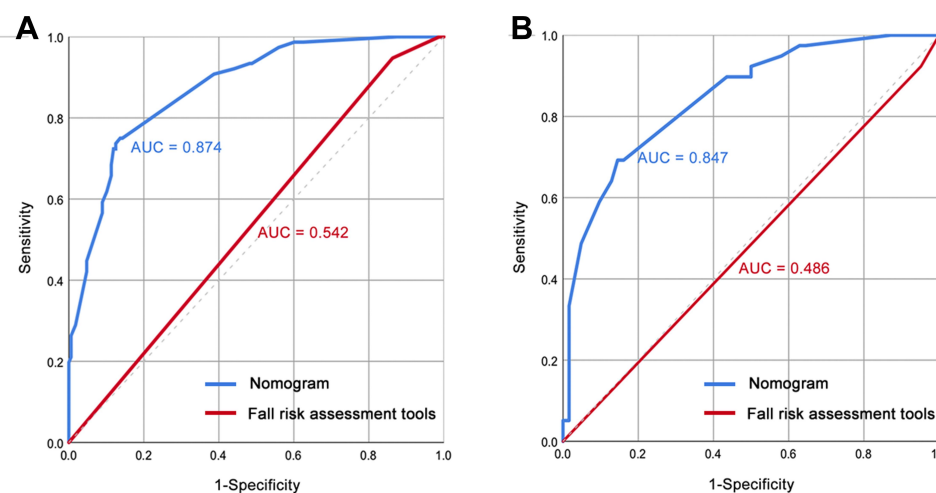 A
1.0
0.8
0.6
0.4
0.2
0.0
Sensitivity
AUC = 0.874
AUC = 0.542
Nomogram
Fall risk assessment tools
0.0 0.2 0.4 0.6 0.8 1.0
1-Specificity
B
1.0
0.8
0.6
0.4
0.2
0.0
Sensitivity
AUC = 0.847
AUC = 0.486
Nomogram
Fall risk assessment tools
0.0 0.2 0.4 0.6 0.8 1
1-Specificity